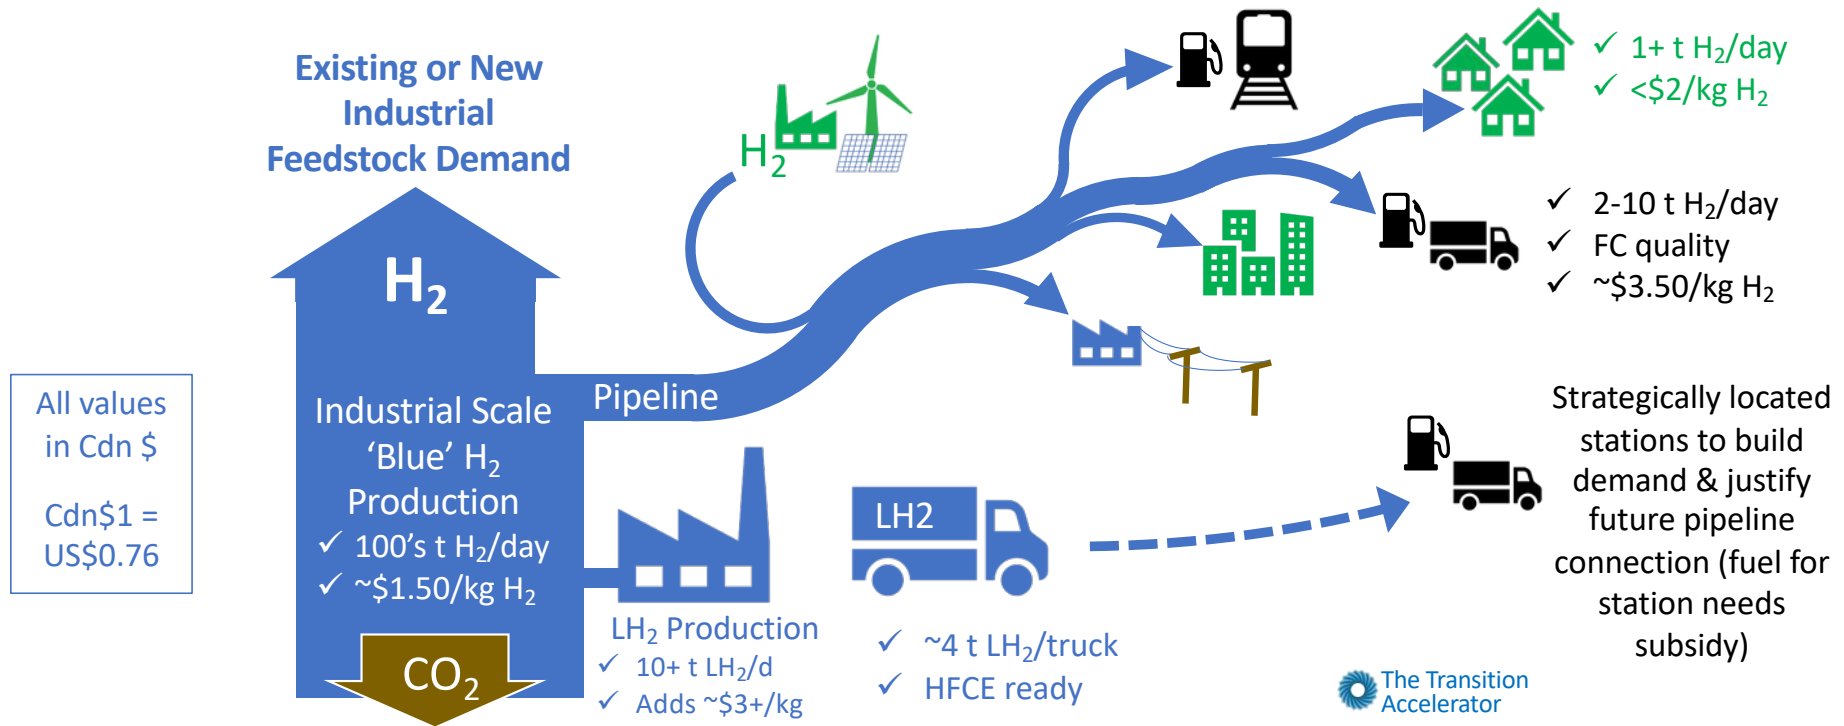 Existing or New
Industrial
Feedstock Demand
H₂
H₂
✓ 1+ t H₂/day
✓ <$2/kg H₂
✓ 2-10 t H₂/day
✓ FC quality
✓ ~$3.50/kg H₂
All values
in Cdn $
Cdn$1 =
US$0.76
Pipeline
Industrial Scale
‘Blue’ H₂
Production
✓ 100’s t H₂/day
✓ ~$1.50/kg H₂
CO₂
LH₂ Production
✓ 10+ t LH₂/d
✓ Adds ~$3+/kg
LH2
✓ ~4 t LH₂/truck
✓ HFCE ready
Strategically located
stations to build
demand & justify
future pipeline
connection (fuel for
station needs
subsidy)
The Transition
Accelerator